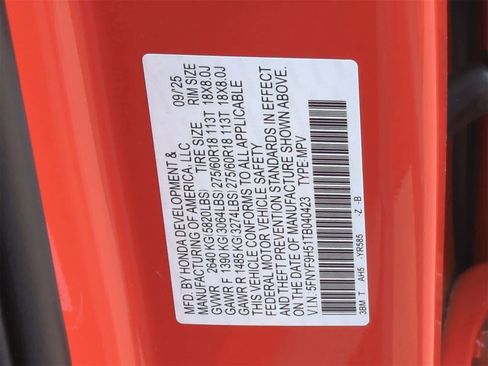 MFD. BY HONDA DEVELOPMENT & 09/25
MANUFACTURING OF AMERICA, LLC
GVWR 2640 KG(5820LBS) TIRE SIZE RIM SIZE
GAWR F 1390 KG(3064LBS)275/60R18 113T 18X8.0J
GAWR R 1485 KG(3274LBS)275/60R18 113T 18X8.0J
THIS VEHICLE CONFORMS TO ALL APPLICABLE
FEDERAL MOTOR VEHICLE SAFETY
AND THEFT PREVENTION STANDARDS IN EFFECT
ON THE DATE OF MANUFACTURE SHOWN ABOVE.
V.I.N. 5FNYF9H51TB040423 TYPE:MPV
3BM T AH5 -YR585 -Z -B